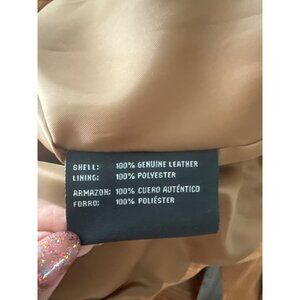 SHELL: 100% GENUINE LEATHER
LINING: 100% POLYESTER
ARMAZON: 100% CUERO AUTÉNTICO
FORRO: 100% POLIÉSTER